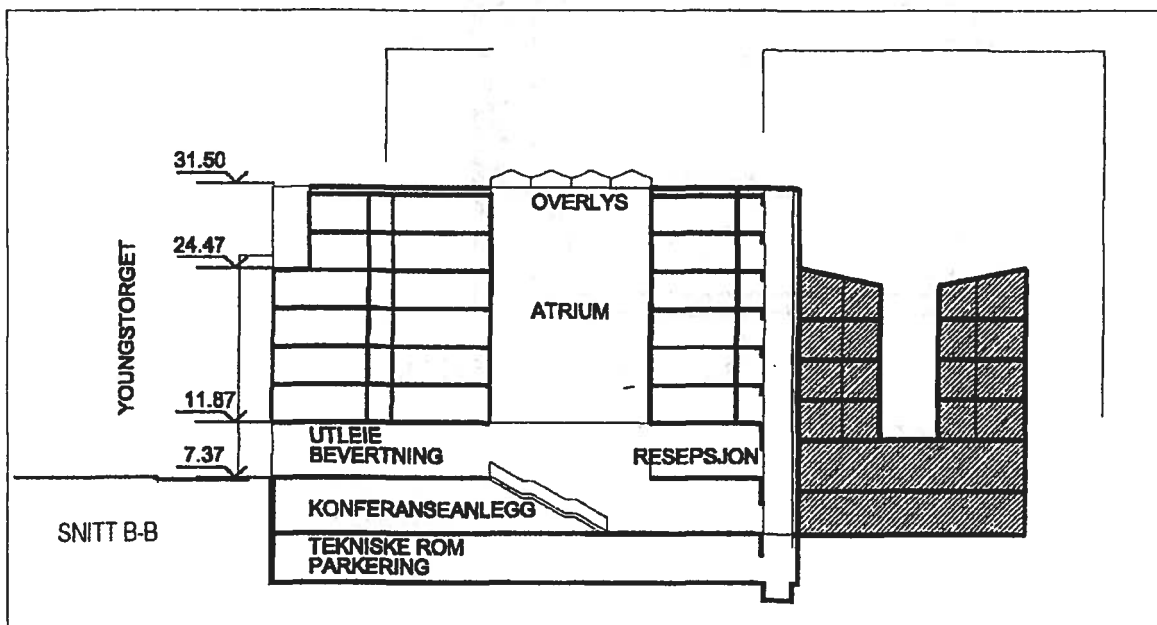 31.50
OVERLYS
24.47
YOUNGSTORGET
ATRIUM
11.87
UTLEIE
BEVERTNING
RESEPSJON
7.37
KONFERANSEANLEGG
SNITT B-B
TEKNISKE ROM
PARKERING